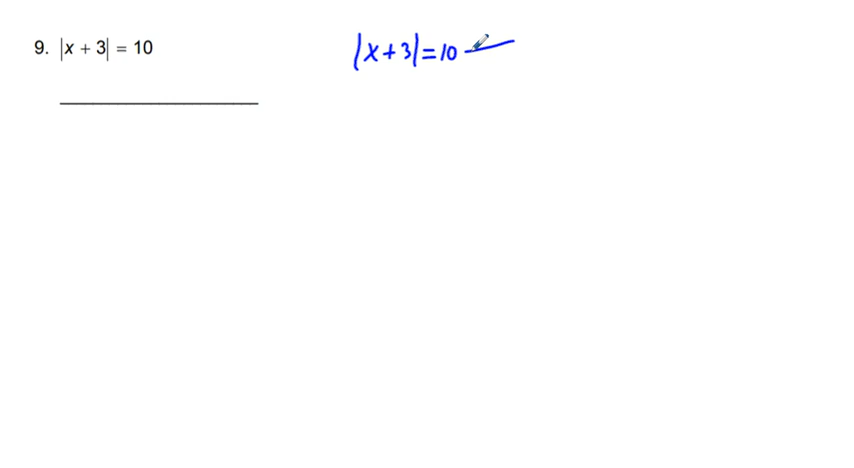 9. |x + 3| = 10
|x+3|=10